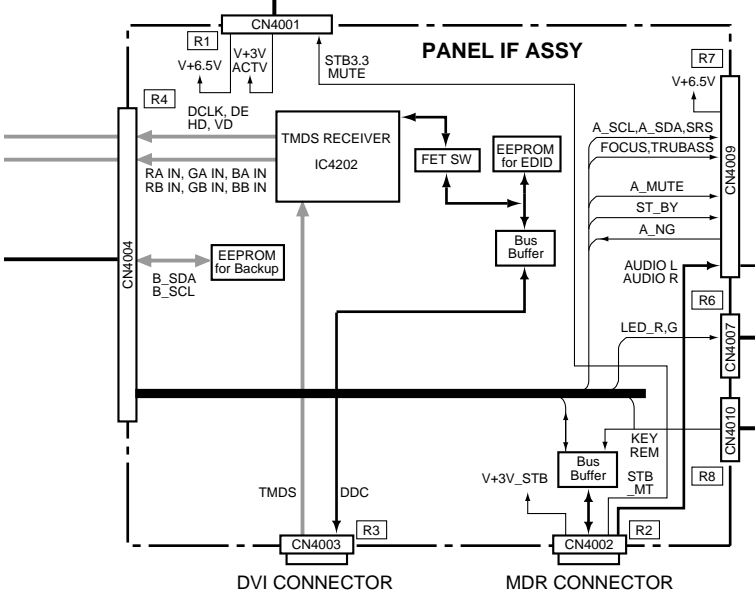 CN4001
PANEL IF ASSY
R1
V+6.5V
V+3V
ACTV
STB3.3
MUTE
R7
V+6.5V
R4
DCLK, DE
HD, VD
TMDS RECEIVER
IC4202
FET SW
EEPROM
for EDID
A_SCL,A_SDA,SRS
FOCUS,TRUBASS
CN4009
RA IN, GA IN, BA IN
RB IN, GB IN, BB IN
A_MUTE
ST_BY
A_NG
Bus
Buffer
CN4004
EEPROM
for Backup
B_SDA
B_SCL
AUDIO L
AUDIO R
R6
LED_R,G
CN4007
CN4010
KEY
REM
Bus
Buffer
R8
V+3V_STB
STB
_MT
TMDS
DDC
CN4003
R3
CN4002
R2
DVI CONNECTOR
MDR CONNECTOR